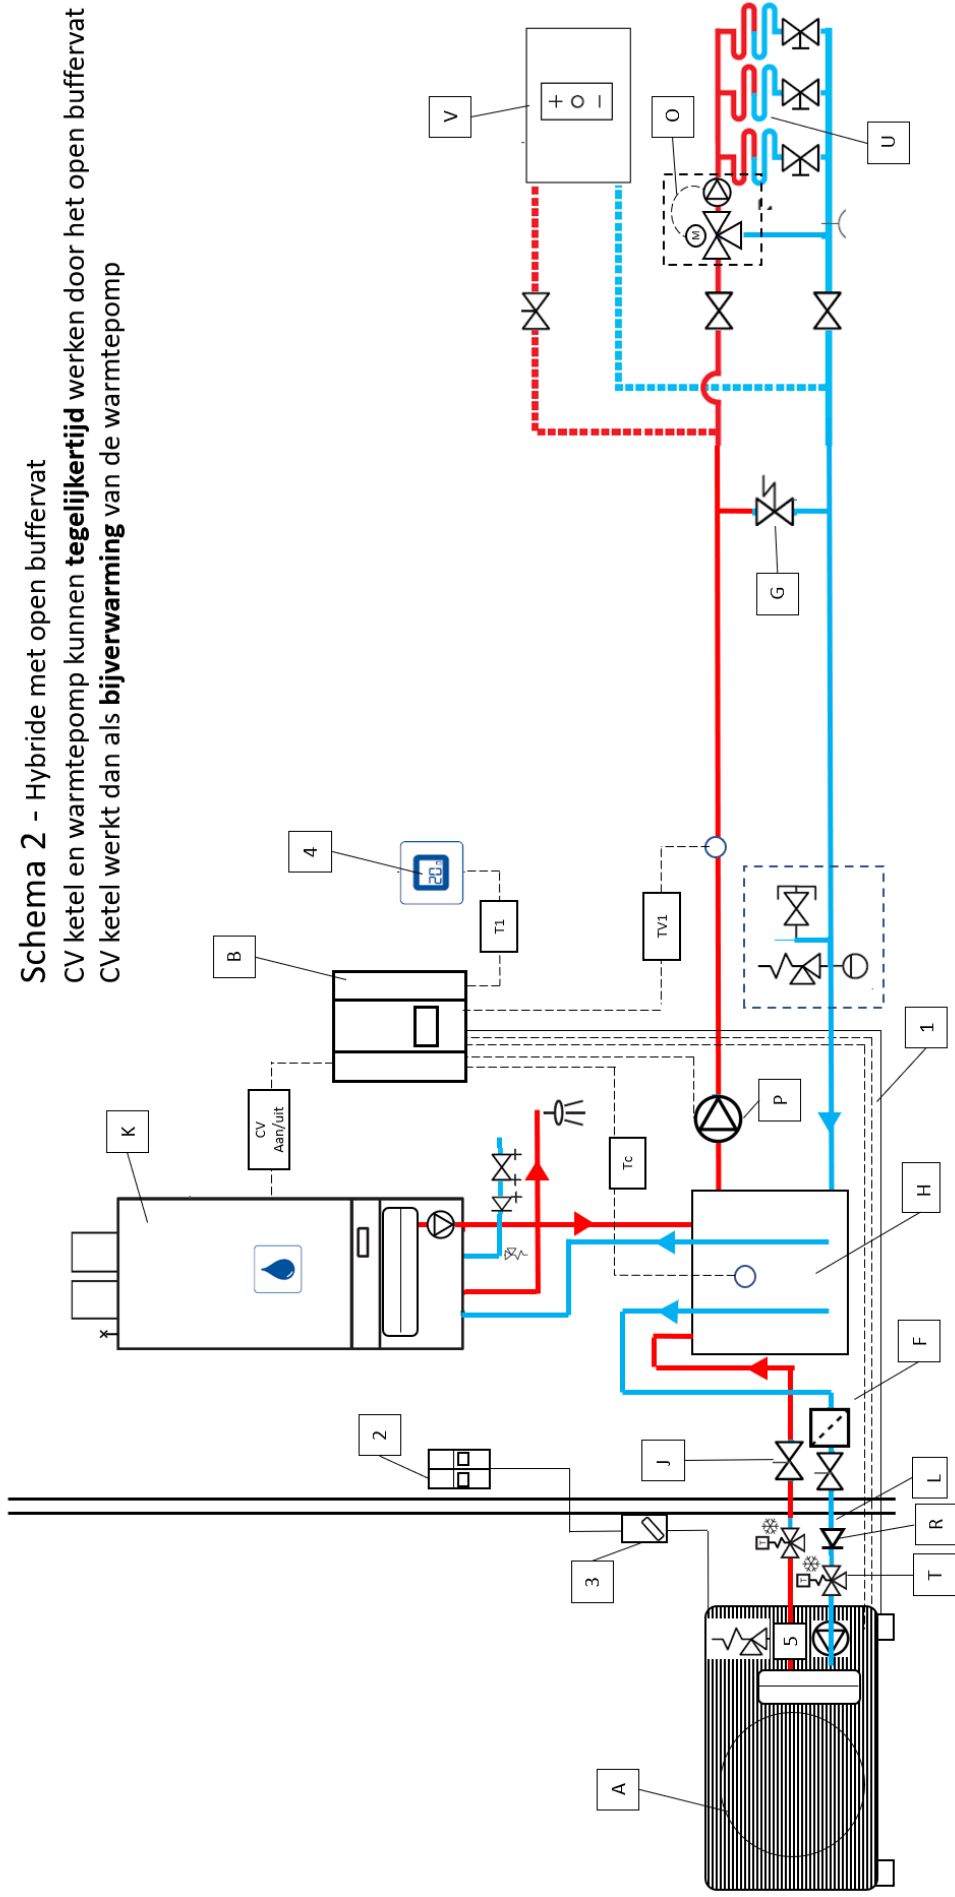 Schema 2 - Hybride met open buffervat
CV ketel en warmtepomp kunnen tegelijkertijd werken door het open buffervat
CV ketel werkt dan als bijverwarming van de warmtepomp
K
CV
Aan/uit
B
4
20
T1
V
+
O
−
2
3
Tc
TV1
O
M
J
P
G
U
A
5
T
T
T
R
L
F
H
1